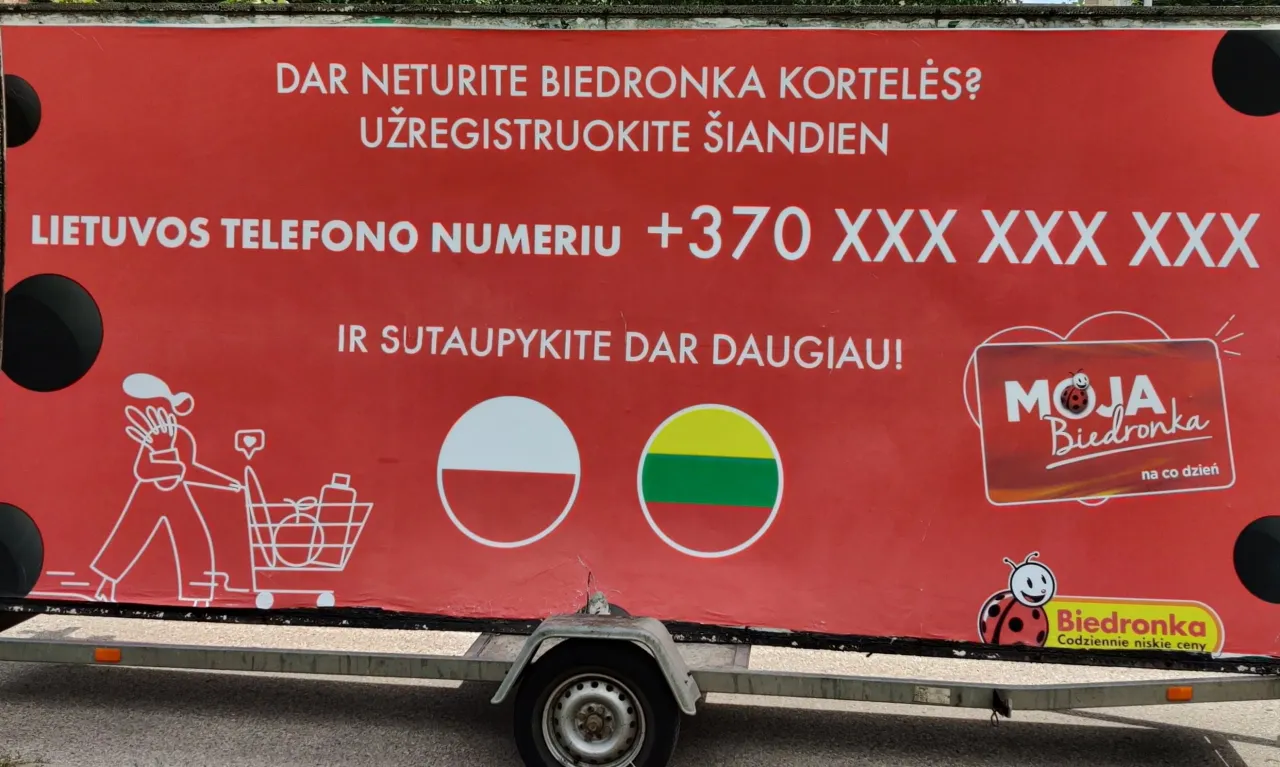 DAR NETURITE BIEDRONKA KORTELĖS?
UŽREGISTRUOKITE ŠIANDIEN
LIETUVOS TELEFONO NUMERIU +370 XXX XXX XXX
IR SUTAUPYKITE DAR DAUGIAU!
MOJA
Biedronka
na co dzień
Biedronka
Codziennie niskie ceny